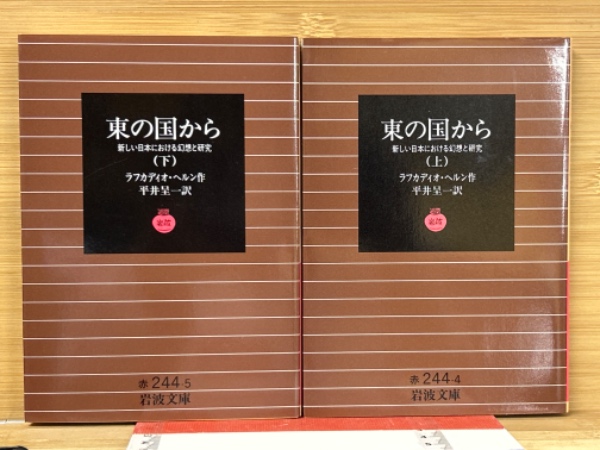 東の国から
新しい日本における幻想と研究
(下)
ラフカディオ・ヘルン作
平井呈一訳
赤 244-5
岩波文庫
東の国から
新しい日本における幻想と研究
(上)
ラフカディオ・ヘルン作
平井呈一訳
赤 244-4
岩波文庫